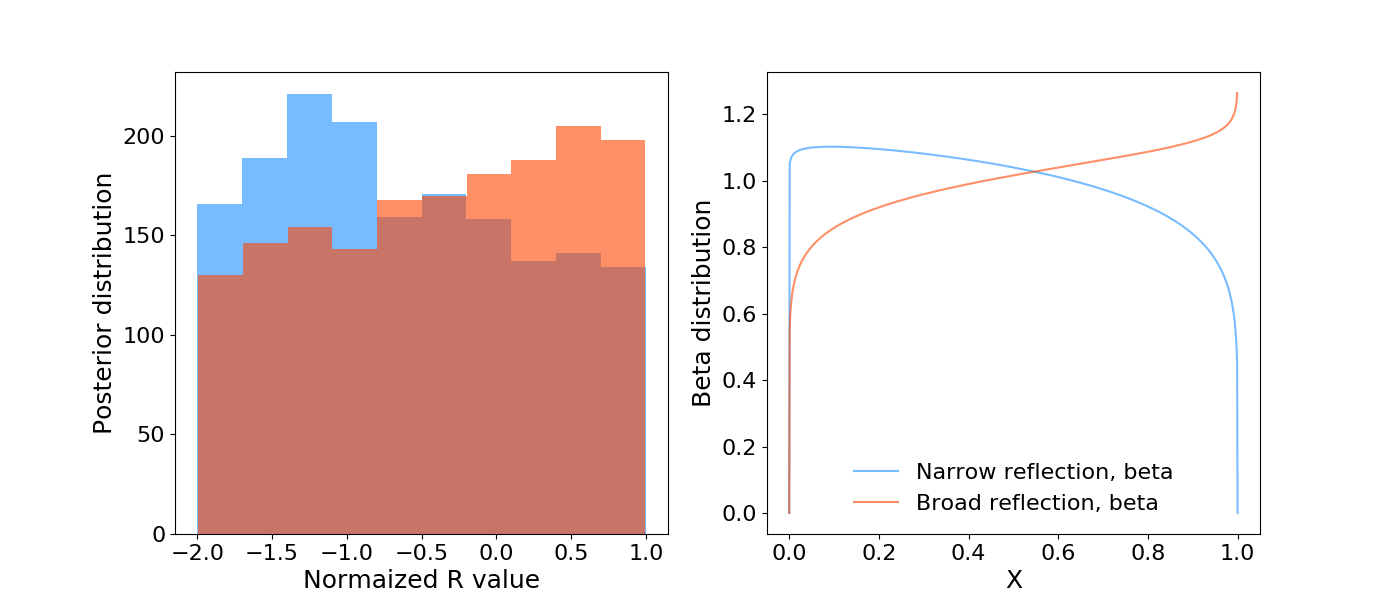 Posterior distribution
200
150
100
50
0
−2.0 −1.5 −1.0 −0.5 0.0 0.5 1.0
Normaized R value
Beta distribution
1.2
1.0
0.8
0.6
0.4
0.2
0.0
Narrow reflection, beta
Broad reflection, beta
0.0 0.2 0.4 0.6 0.8 1.0
X